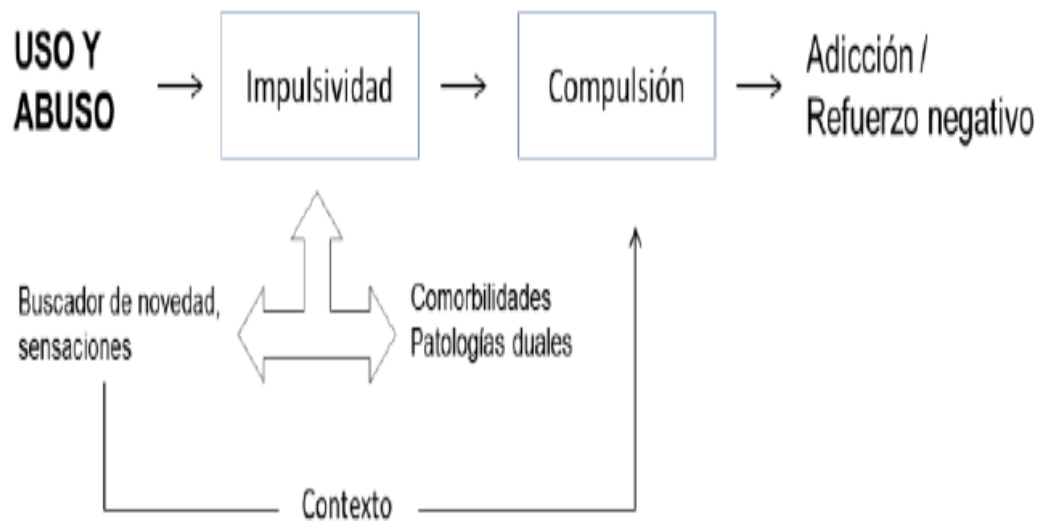 USO Y
ABUSO
Impulsividad
Compulsión
Adicción /
Refuerzo negativo
Buscador de novedad,
sensaciones
Comorbilidades
Patologías duales
Contexto